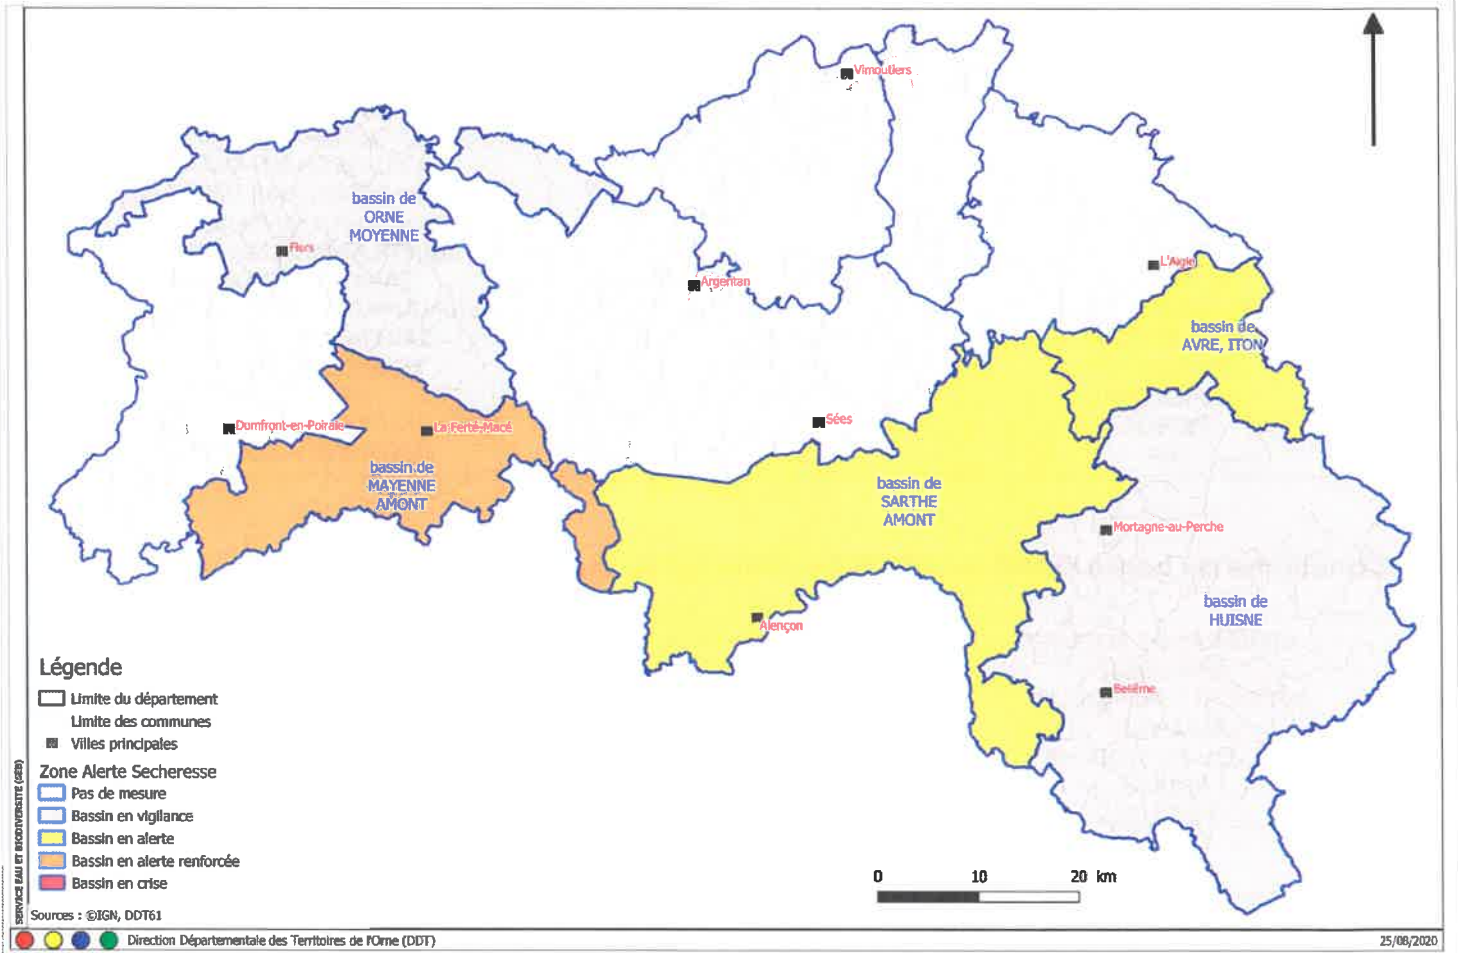 Vimoutiers
bassin de
ORNE
MOYENNE
Flers
L'Aigle
Argentan
bassin de
AVRE, ITON
Domfront-en-Poiraie
La Ferté-Macé
Sées
bassin de
MAYENNE
AMONT
bassin de
SARTHE
AMONT
Mortagne-au-Perche
bassin de
HUISNE
Alençon
Bellême
Légende
Limite du département
Limite des communes
Villes principales
Zone Alerte Secheresse
Pas de mesure
Bassin en vigilance
Bassin en alerte
Bassin en alerte renforcée
Bassin en crise
0 10 20 km
SERVICE EAU ET BIODIVERSITE (SEB)
Sources : ©IGN, DDT61
Direction Départementale des Territoires de l'Orne (DDT)
25/08/2020